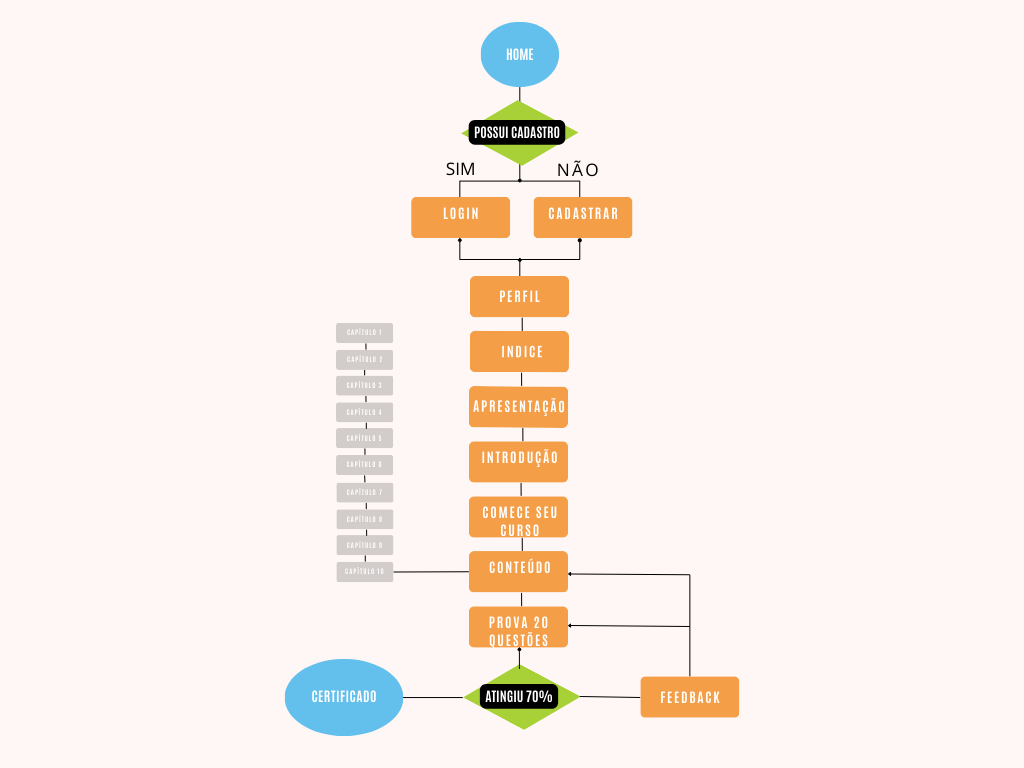 HOME
POSSUI CADASTRO
SIM
NÃO
LOGIN
CADASTRAR
PERFIL
INDICE
APRESENTAÇÃO
INTRODUÇÃO
COMECE SEU
CURSO
CONTEÚDO
PROVA 20
QUESTÕES
CAPÍTULO 1
CAPÍTULO 2
CAPÍTULO 3
CAPÍTULO 4
CAPÍTULO 5
CAPÍTULO 6
CAPÍTULO 7
CAPÍTULO 8
CAPÍTULO 9
CAPÍTULO 10
CERTIFICADO
ATINGIU 70%
FEEDBACK